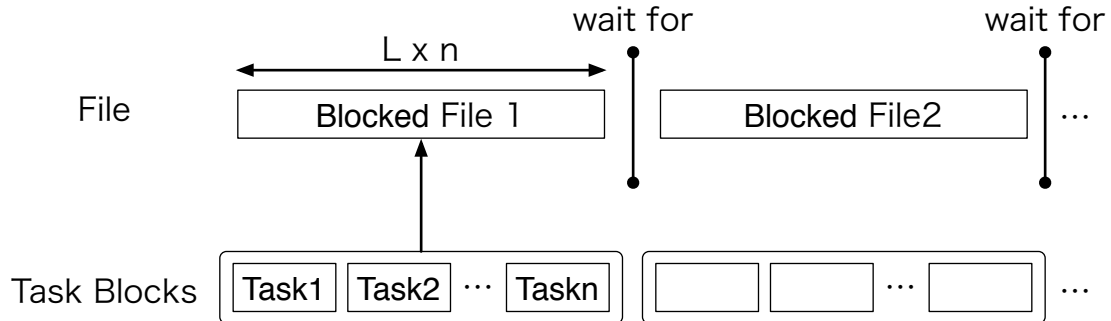 wait for wait for
L x n
File Blocked File 1 Blocked File2 ...
Task Blocks Task1 Task2 ... Taskn ... ...